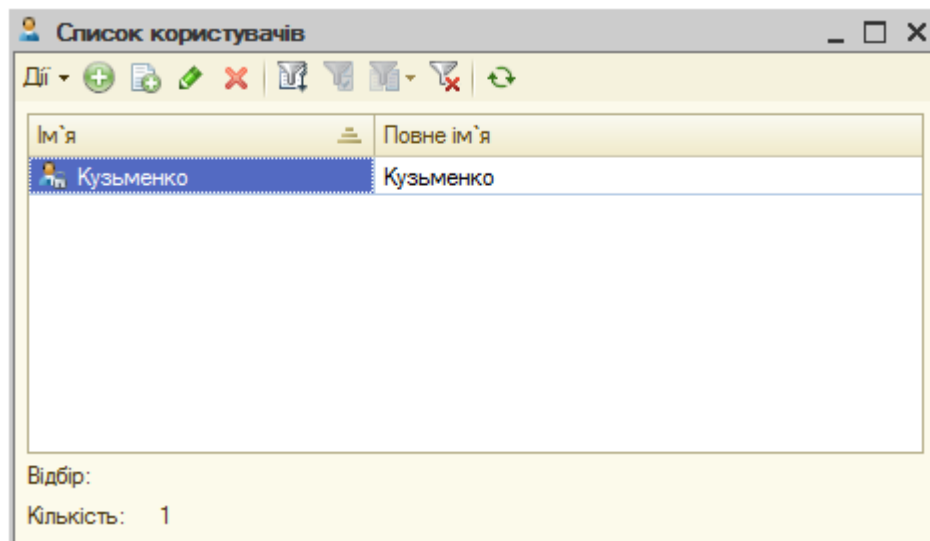 Список користувачів
Дії
Ім`я Повне ім`я
Кузьменко Кузьменко
Відбір:
Кількість: 1